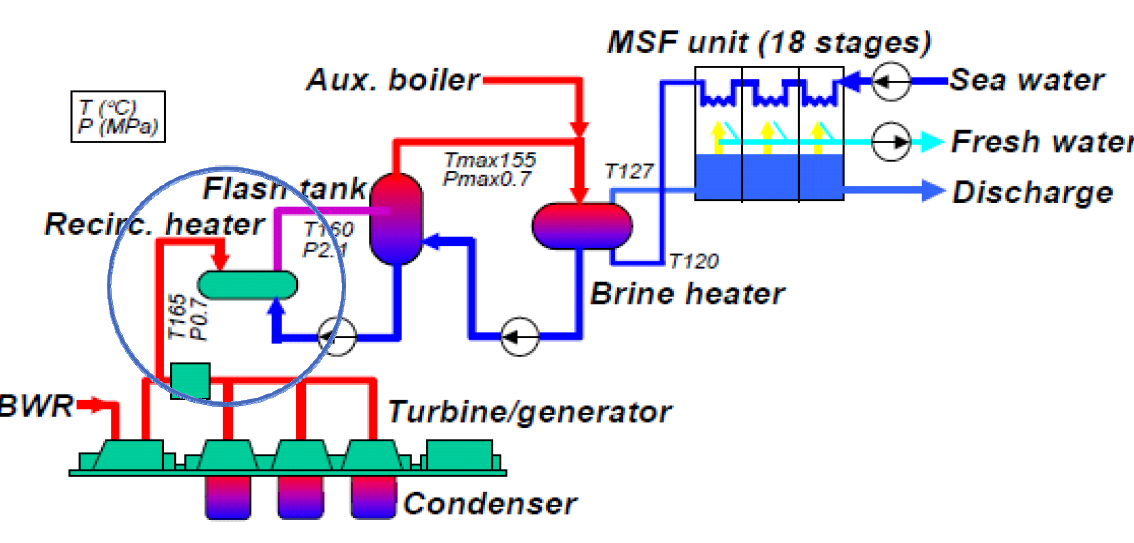 MSF unit (18 stages)
Aux. boiler
Sea water
T (°C)
P (MPa)
Fresh water
Tmax155
Pmax0.7
T127
Flash tank
Discharge
Recirc. heater
T160
P2.1
T120
Brine heater
T165
P0.7
BWR
Turbine/generator
Condenser